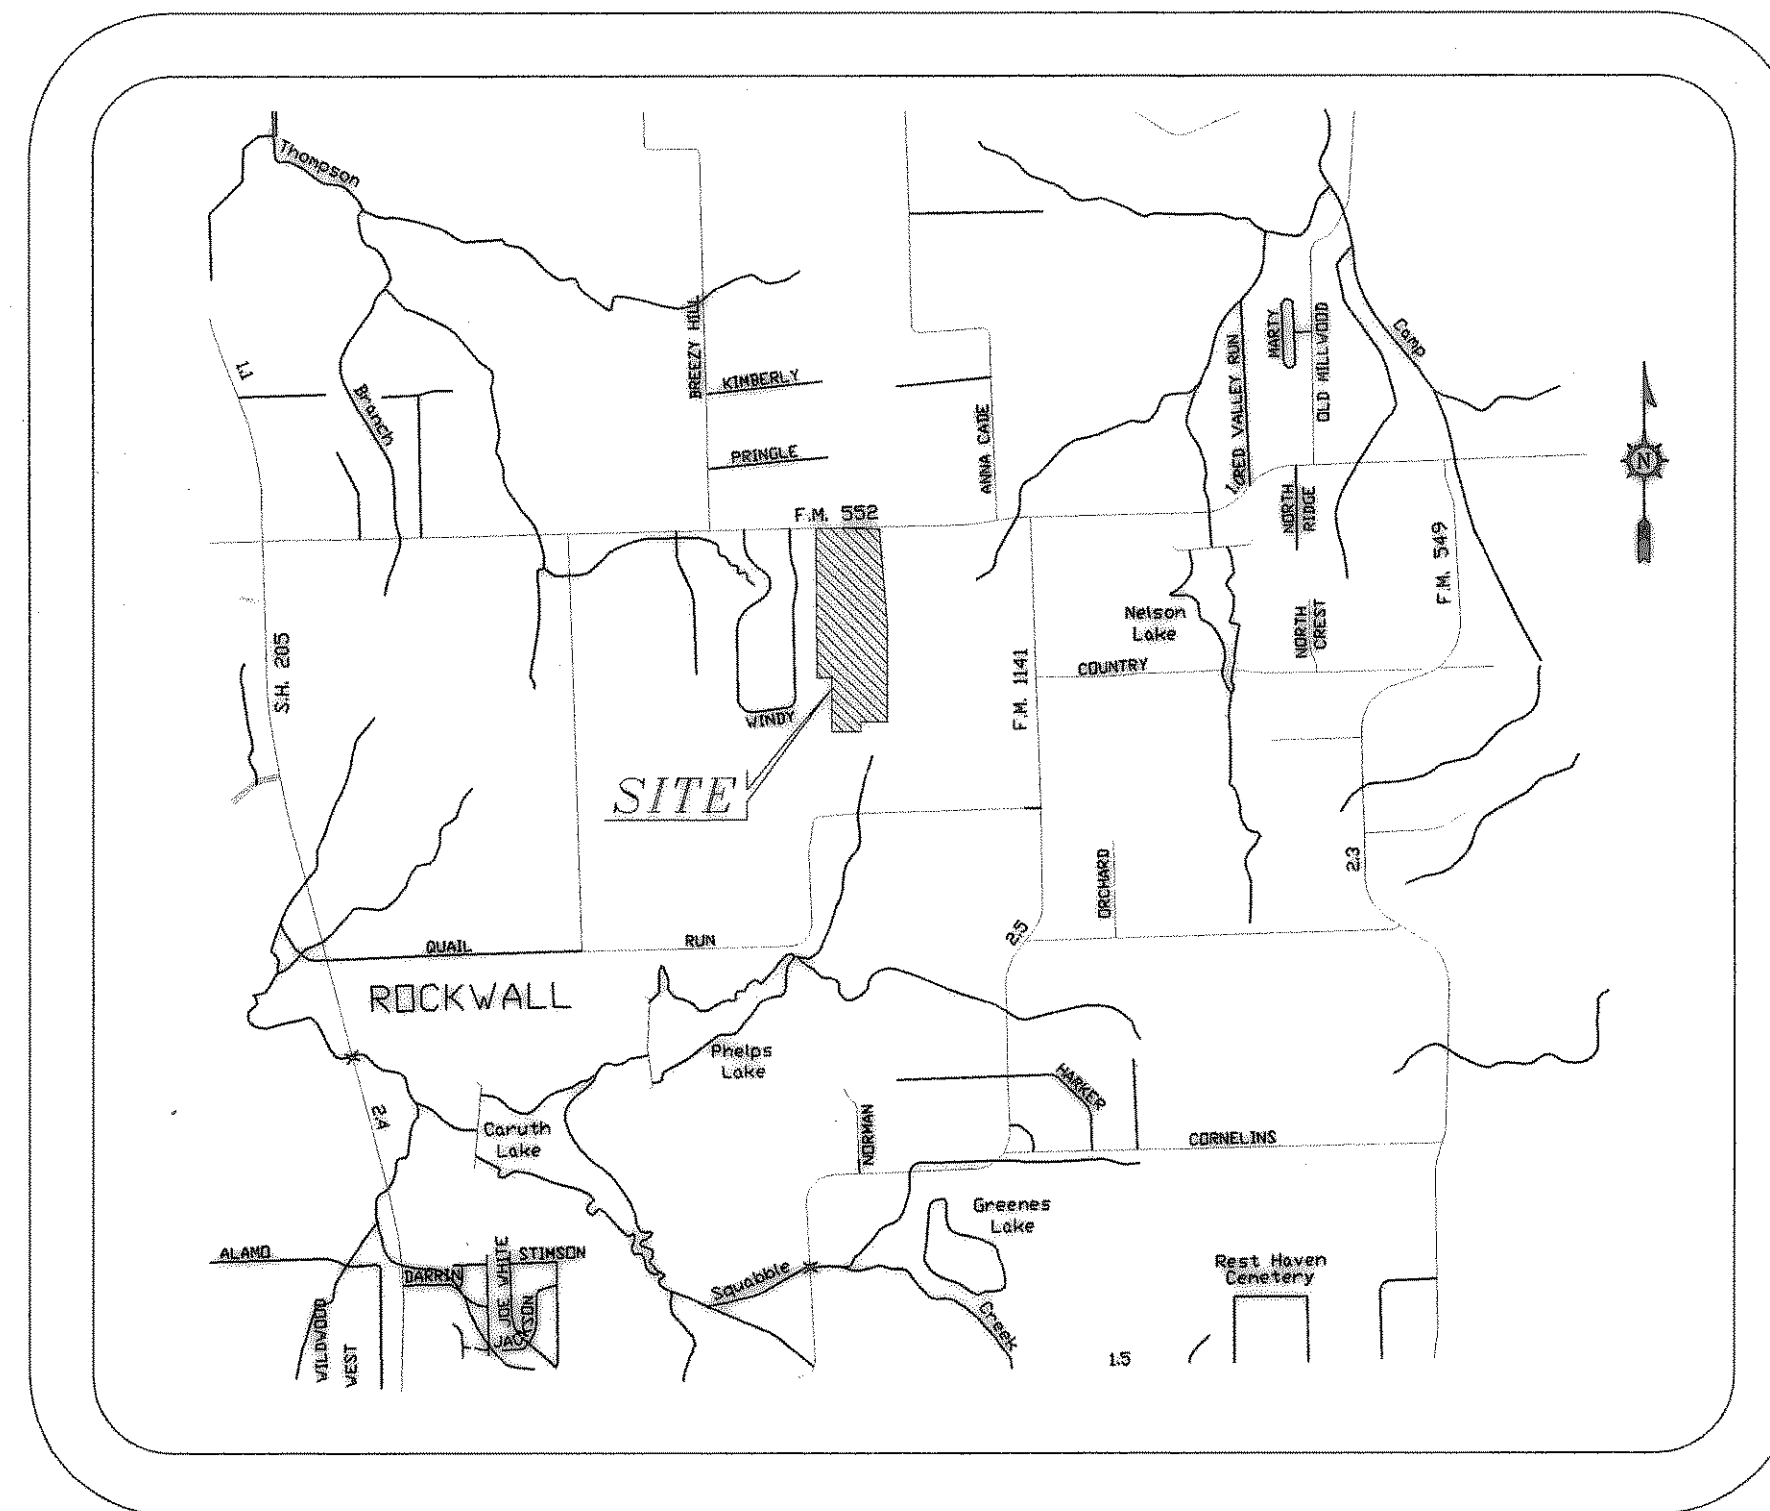 Thompson
BREEZY HILL
MARTY
OLD MILLWOOD
RED VALLEY RUN
Camp
1.1
Branch
KIMBERLY
ANNA CADE
PRINGLE
N
F.M. 552
NORTH
RIDGE
F.M. 549
Nelson
Lake
NORTH
CREST
S.H. 205
F.M. 1141
COUNTRY
WINDY
SITE
ORCHARD
2.3
2.5
QUAIL
RUN
ROCKWALL
Phelps
Lake
HARKER
2.4
Caruth
Lake
NORMAN
CORNELINS
Greenes
Lake
ALAMO
STIMSON
JOE WHITE
DARRIN
JACKSON
Squabble
Creek
Rest Haven
Cemetery
WILDWOOD
WEST
1.5